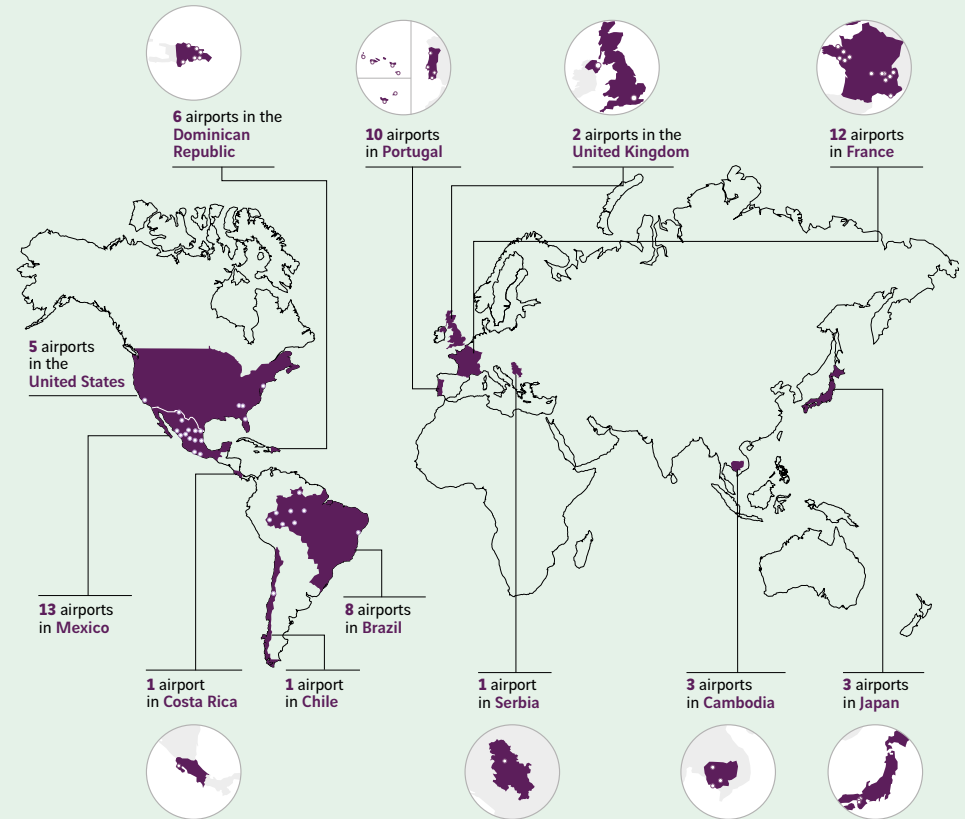 6 airports in the
Dominican
Republic
10 airports
in Portugal
2 airports in the
United Kingdom
12 airports
in France
5 airports
in the
United States
13 airports
in Mexico
8 airports
in Brazil
1 airport
in Costa Rica
1 airport
in Chile
1 airport
in Serbia
3 airports
in Cambodia
3 airports
in Japan